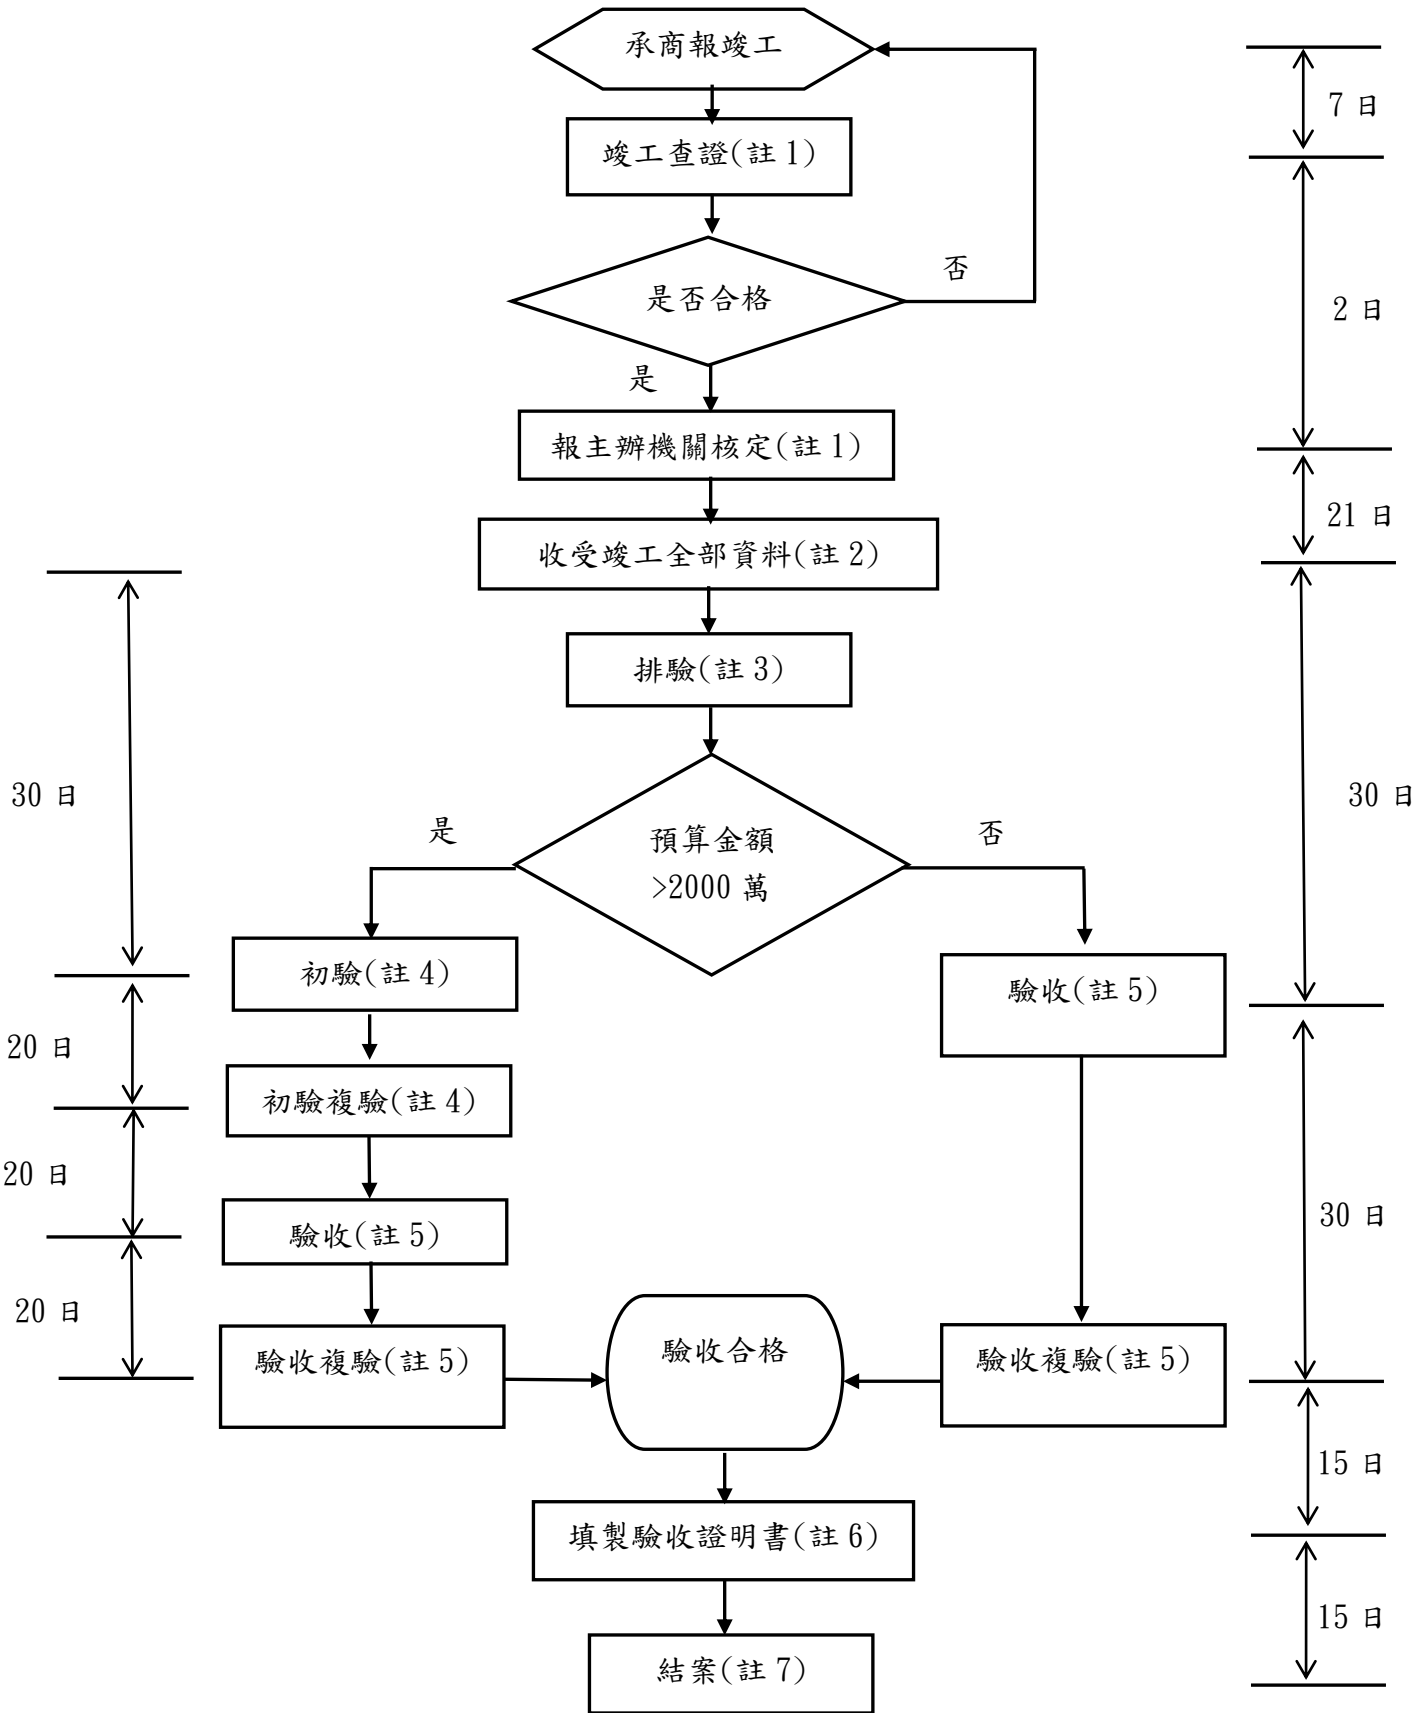 承商報竣工
7 日
竣工查證(註 1)
否
是否合格
2 日
是
報主辦機關核定(註 1)
21 日
收受竣工全部資料(註 2)
排驗(註 3)
30 日
30 日
是
否
預算金額
>2000 萬
初驗(註 4)
驗收(註 5)
20 日
初驗複驗(註 4)
20 日
30 日
驗收(註 5)
20 日
驗收複驗(註 5)
驗收合格
驗收複驗(註 5)
15 日
填製驗收證明書(註 6)
15 日
結案(註 7)